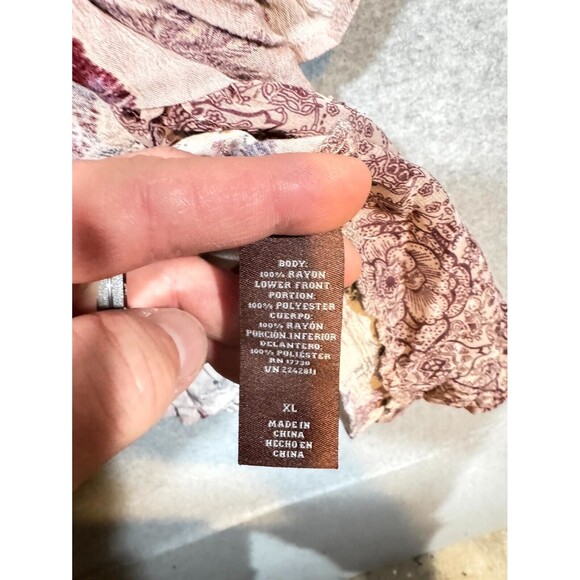 BODY:
100% RAYON
LOWER FRONT
PORTION:
100% POLYESTER
CUERPO:
100% RAYÓN
PORCIÓN INFERIOR
DELANTERO:
100% POLIÉSTER
RN 17730
VN 2242811
XL
MADE IN
CHINA
HECHO EN
CHINA